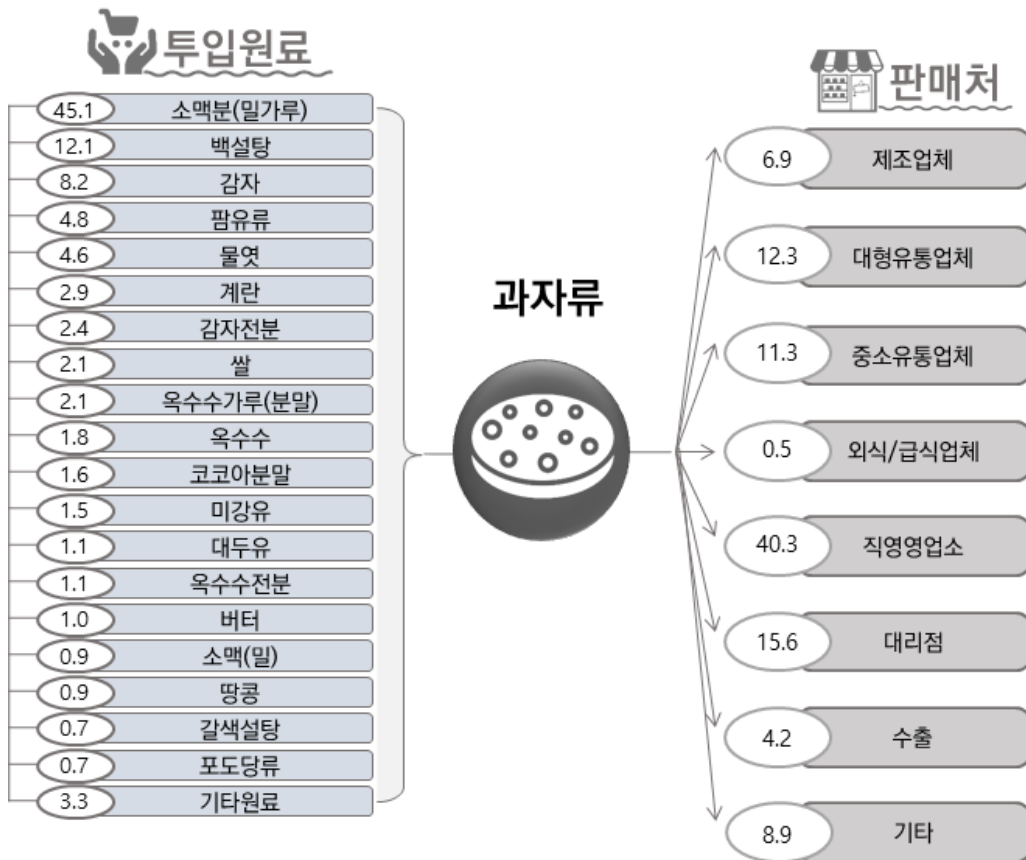 투입원료
45.1 소맥분(밀가루)
12.1 백설탕
8.2 감자
4.8 팜유류
4.6 물엿
2.9 계란
2.4 감자전분
2.1 쌀
2.1 옥수수가루(분말)
1.8 옥수수
1.6 코코아분말
1.5 미강유
1.1 대두유
1.1 옥수수전분
1.0 버터
0.9 소맥(밀)
0.9 땅콩
0.7 갈색설탕
0.7 포도당류
3.3 기타원료
과자류
판매처
6.9 제조업체
12.3 대형유통업체
11.3 중소유통업체
0.5 외식/급식업체
40.3 직영영업소
15.6 대리점
4.2 수출
8.9 기타